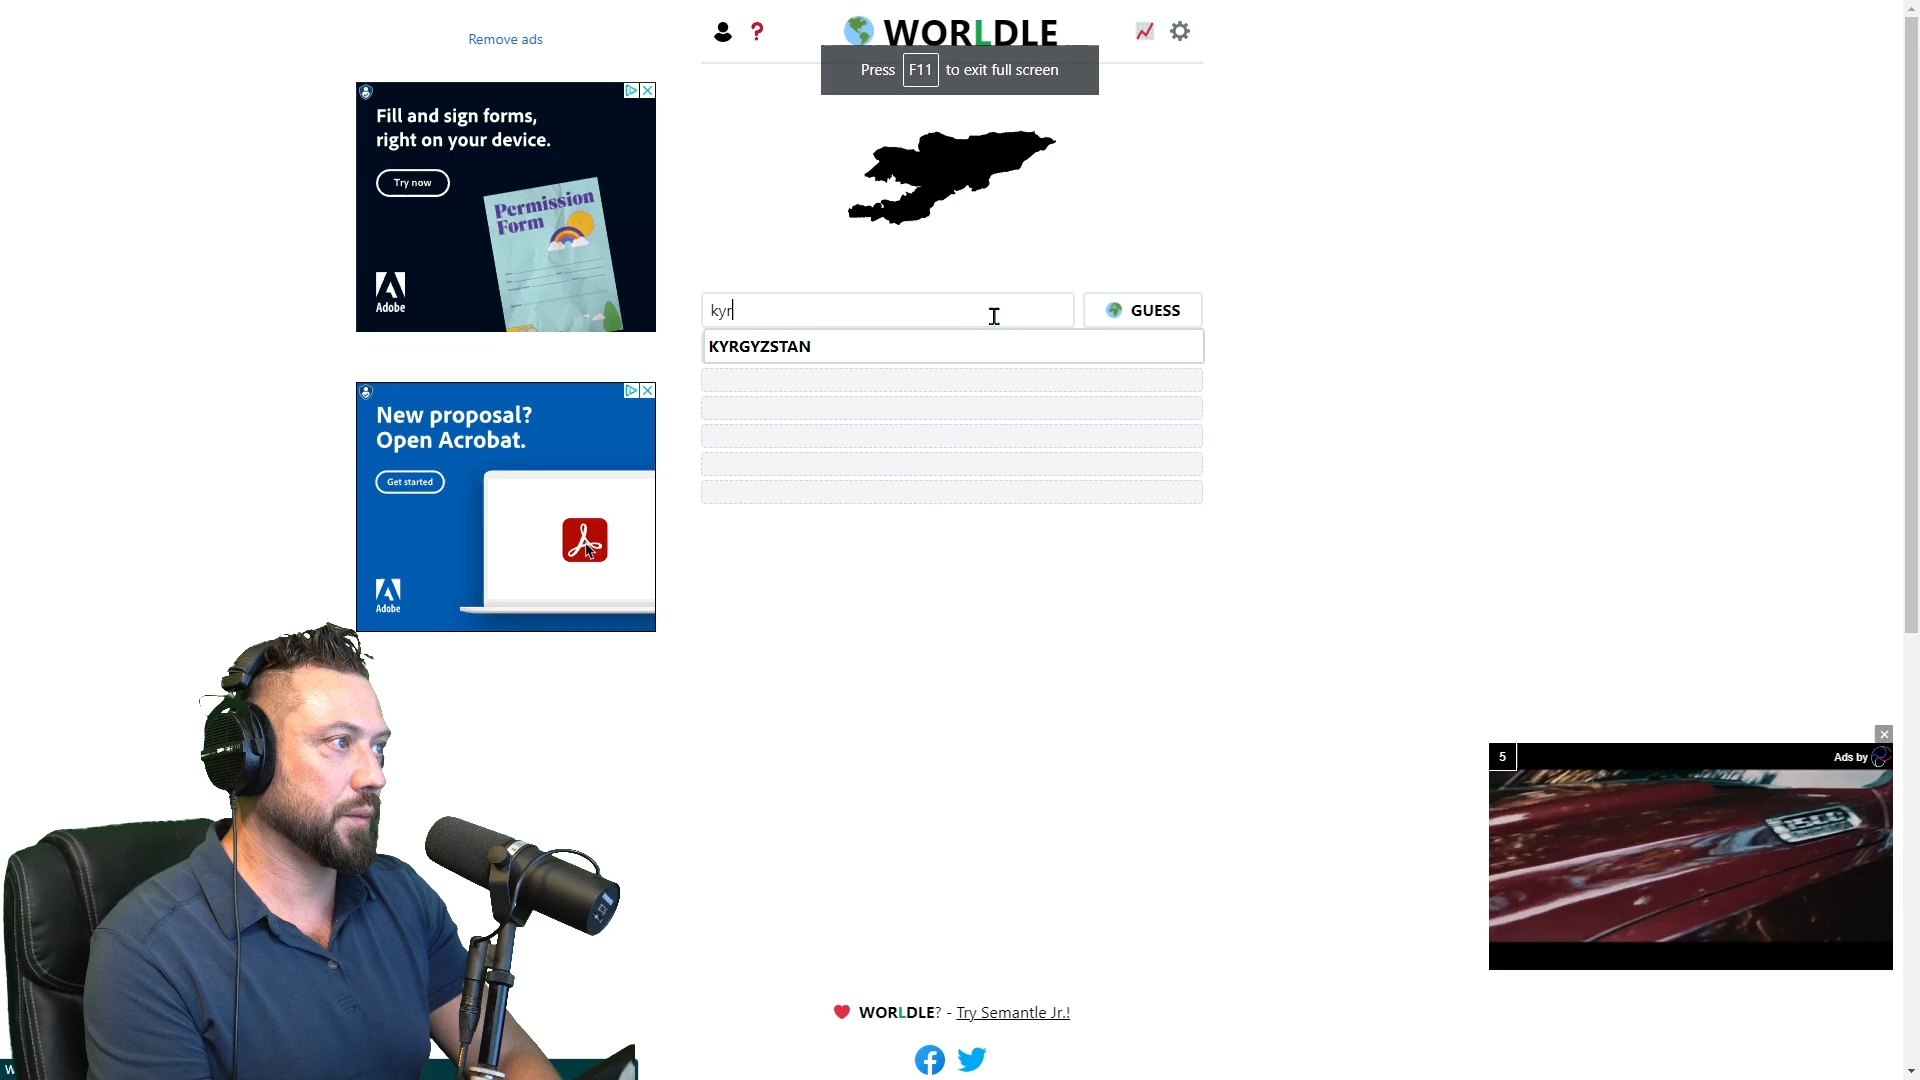 Remove ads
? WORLDLE
Press F11 to exit full screen
Fill and sign forms,
right on your device.
Try now
Permission
Form
Adobe
kyr
GUESS
KYRGYZSTAN
New proposal?
Open Acrobat.
Get started
Adobe
5
Ads by
WORLDLE? - Try Semantle Jr.!
W